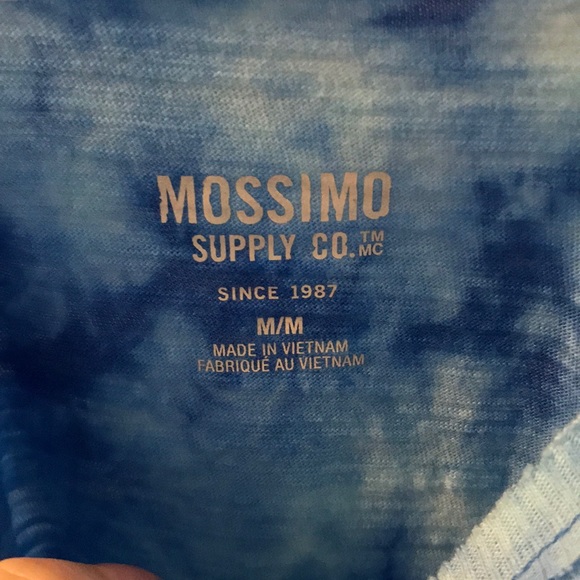 MOSSIMO
SUPPLY CO.™ MC
SINCE 1987
M/M
MADE IN VIETNAM
FABRIQUÉ AU VIETNAM